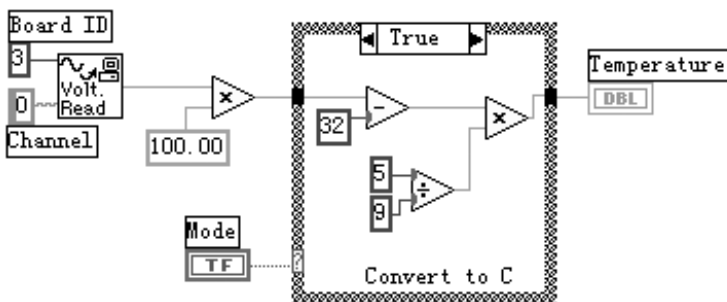 Board ID
3
Volt.
Read
0
Channel
×
100.00
True
-
32
×
5
÷
9
Convert to C
Mode
TF
?
Temperature
DBL